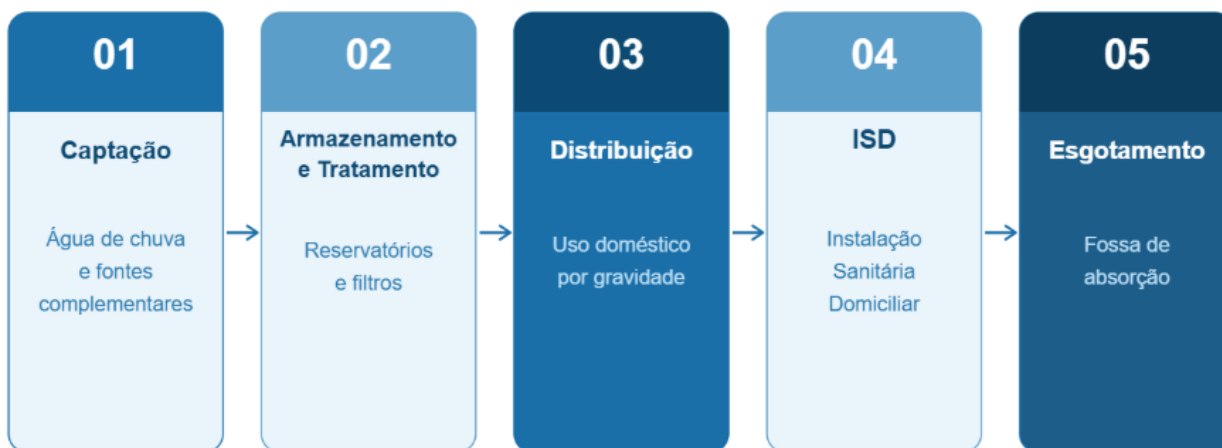 01
Captação
Água de chuva
e fontes
complementares
02
Armazenamento
e Tratamento
Reservatórios
e filtros
03
Distribuição
Uso doméstico
por gravidade
04
ISD
Instalação
Sanitária
Domiciliar
05
Esgotamento
Fossa de
absorção